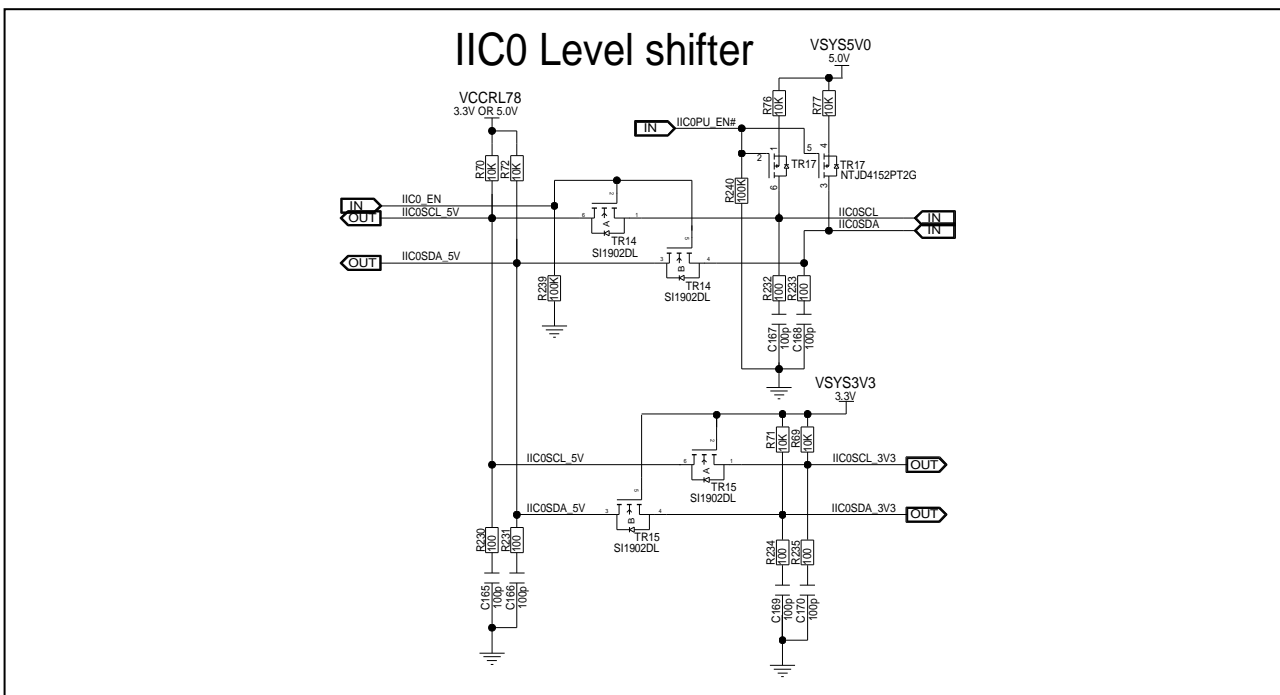 IIC0 Level shifter
VSYS5V0
5.0V
VCCRL78
3.3V OR 5.0V
R76
10K
R77
10K
IN
IIC0PU_EN#
R70
10K
R72
10K
1
2
TR17
6
4
5
TR17
NTJD4152PT2G
3
R240
100K
IN
IIC0_EN
OUT
IIC0SCL_5V
2
6
A
1
TR14
SI1902DL
IIC0SCL
IN
IIC0SDA
IN
OUT
IIC0SDA_5V
5
3
B
4
TR14
SI1902DL
R239
100K
R232
100
R233
100
C167
100p
C168
100p
VSYS3V3
3.3V
R71
10K
R69
10K
IIC0SCL_5V
2
6
A
1
TR15
SI1902DL
IIC0SCL_3V3
OUT
IIC0SDA_5V
5
3
B
4
TR15
SI1902DL
IIC0SDA_3V3
OUT
R230
100
R231
100
R234
100
R235
100
C165
100p
C166
100p
C169
100p
C170
100p